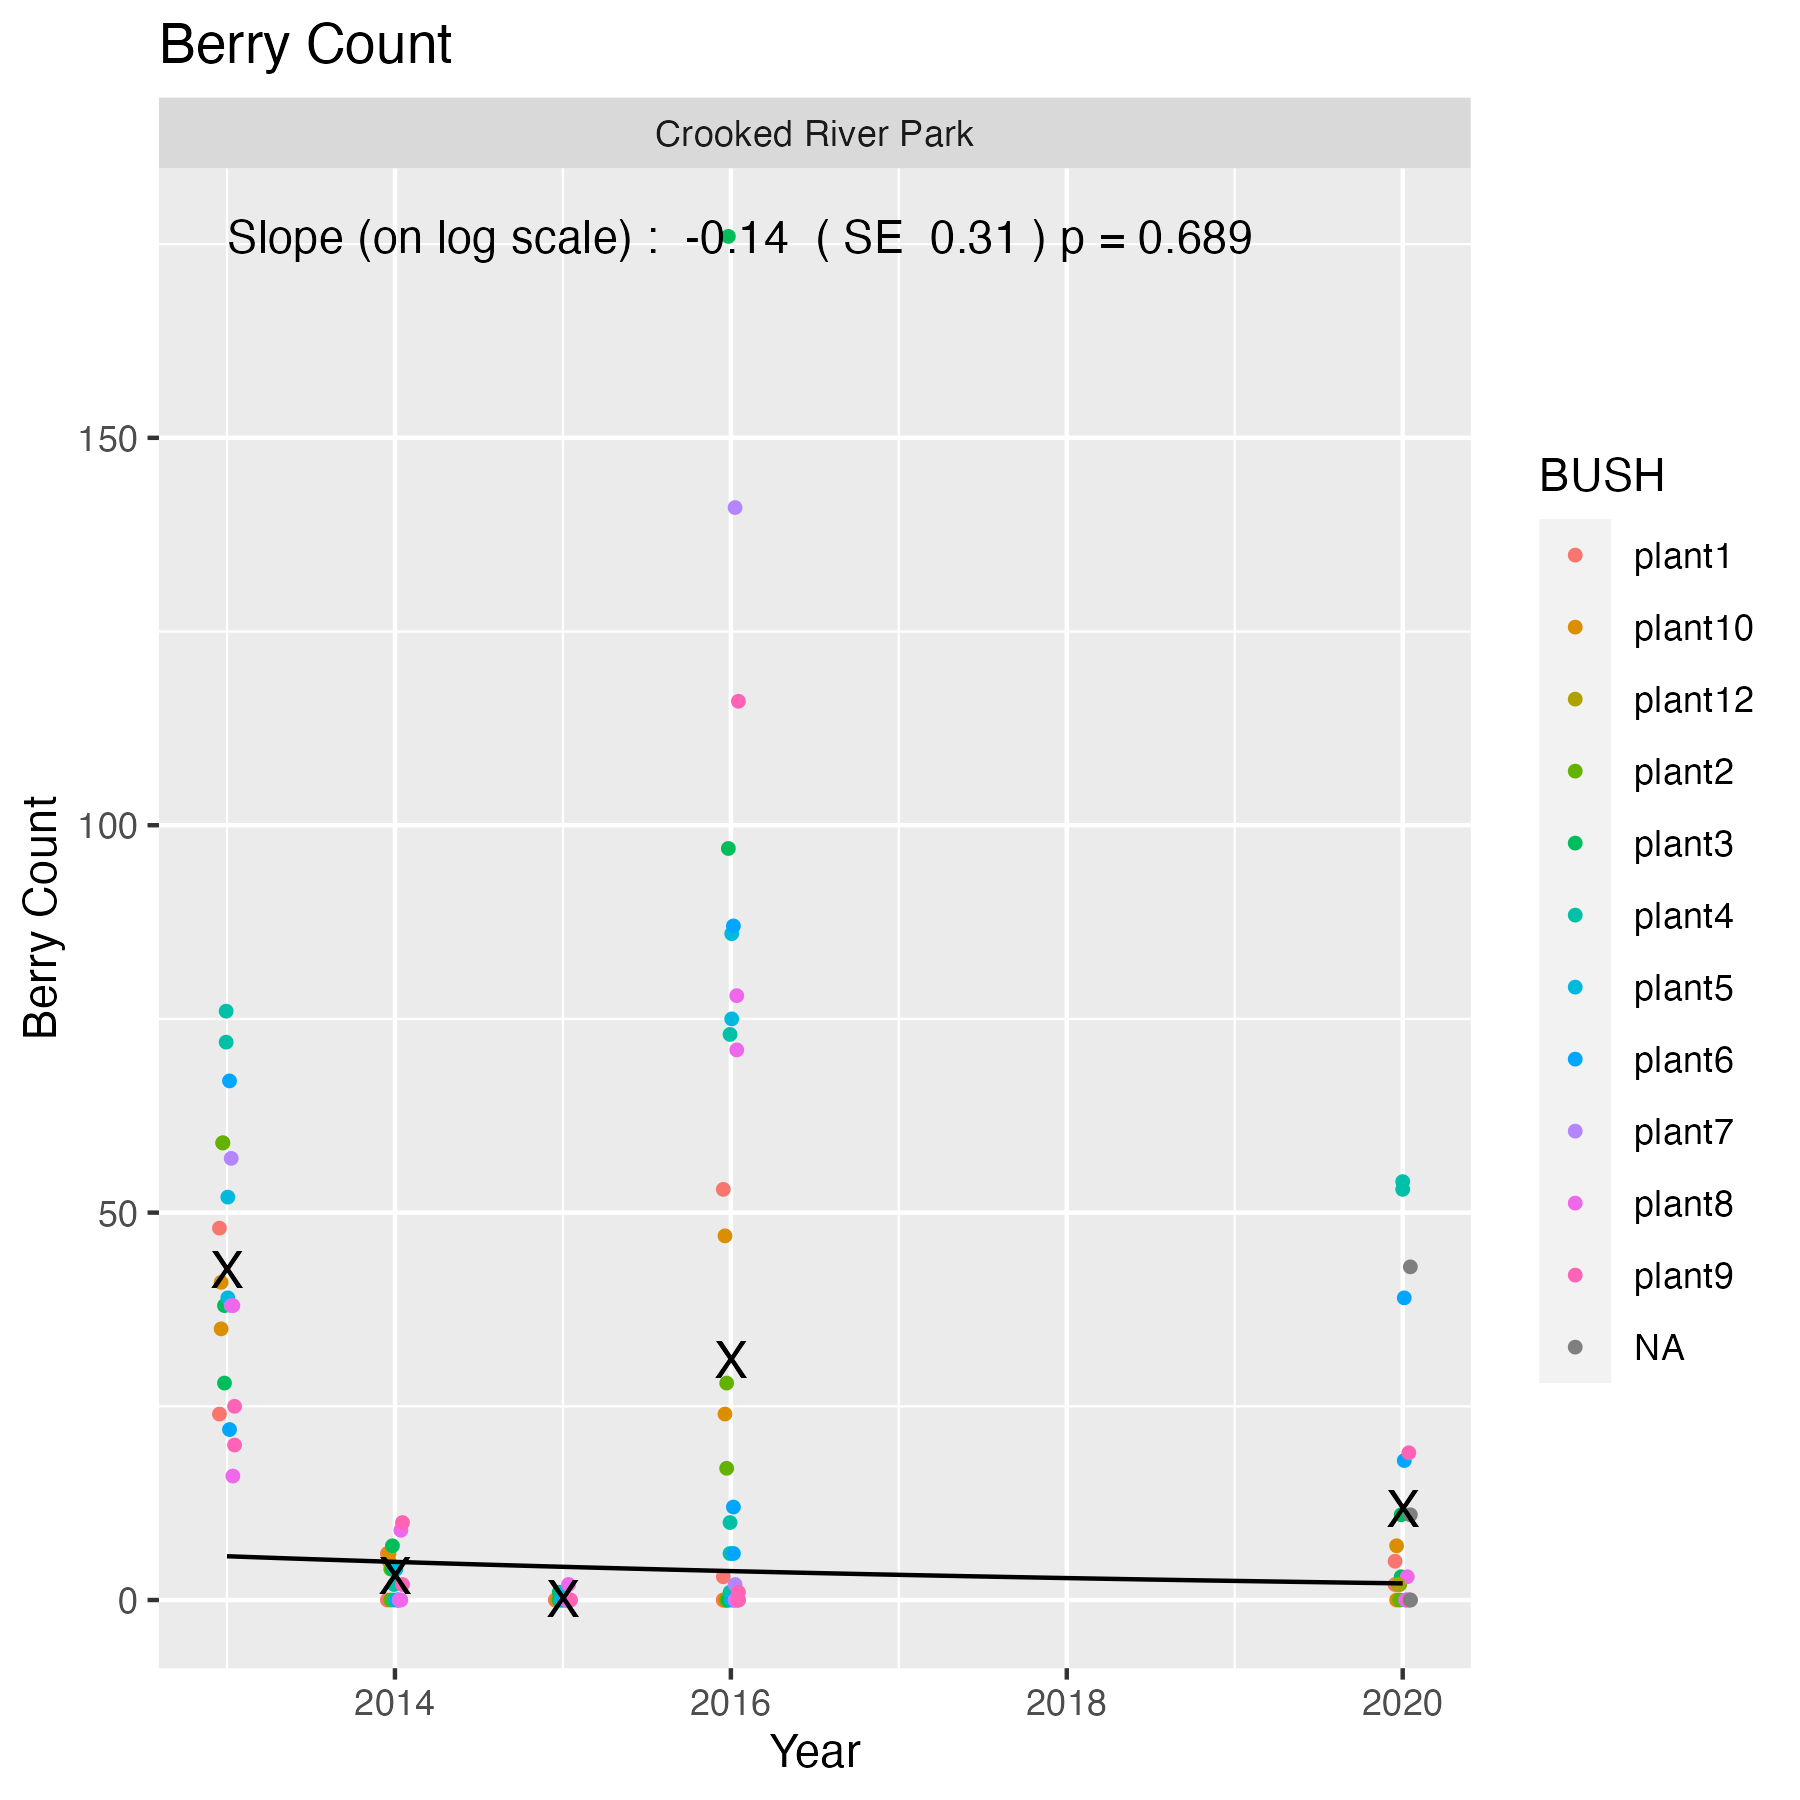 Berry Count
Crooked River Park
Slope (on log scale) :  -0.14  ( SE  0.31 ) p = 0.689
150
100
50
0
Berry Count
X
X
X
X
X
2014
2016
2018
2020
Year
BUSH
plant1
plant10
plant12
plant2
plant3
plant4
plant5
plant6
plant7
plant8
plant9
NA